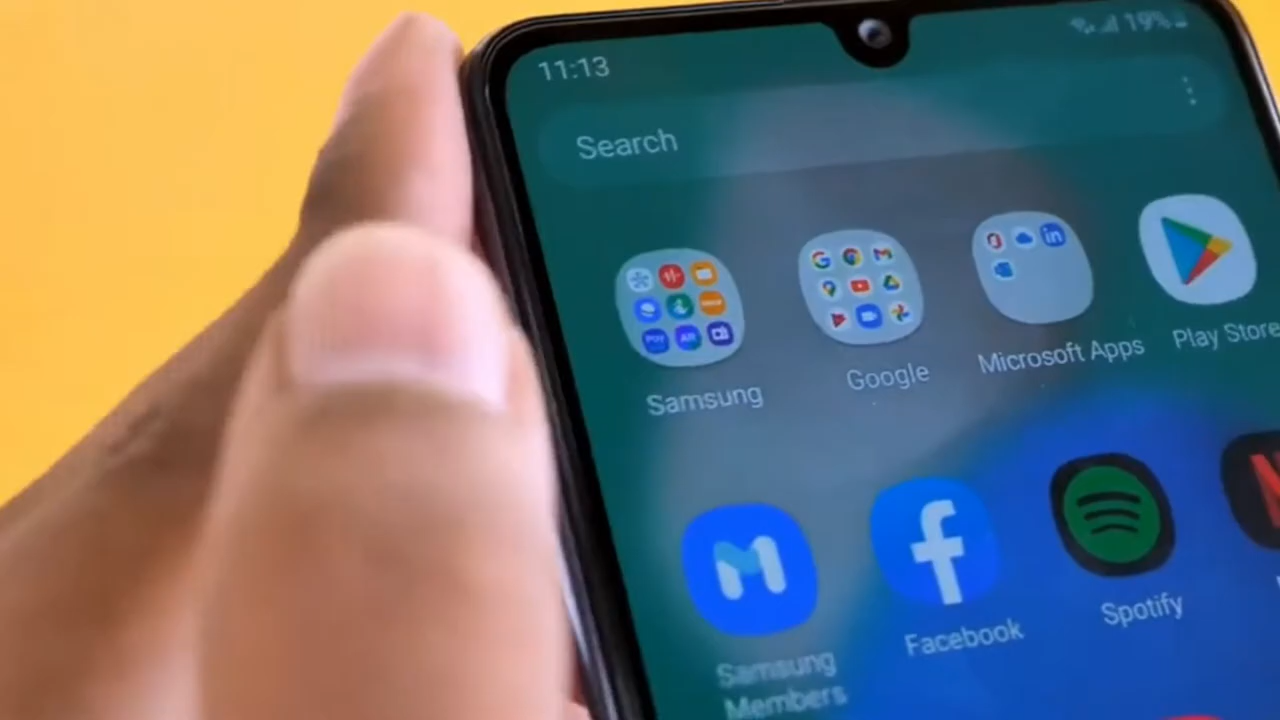 11:13
19%
Search
Samsung
Google
Microsoft Apps
Play Store
Samsung
Members
Facebook
Spotify